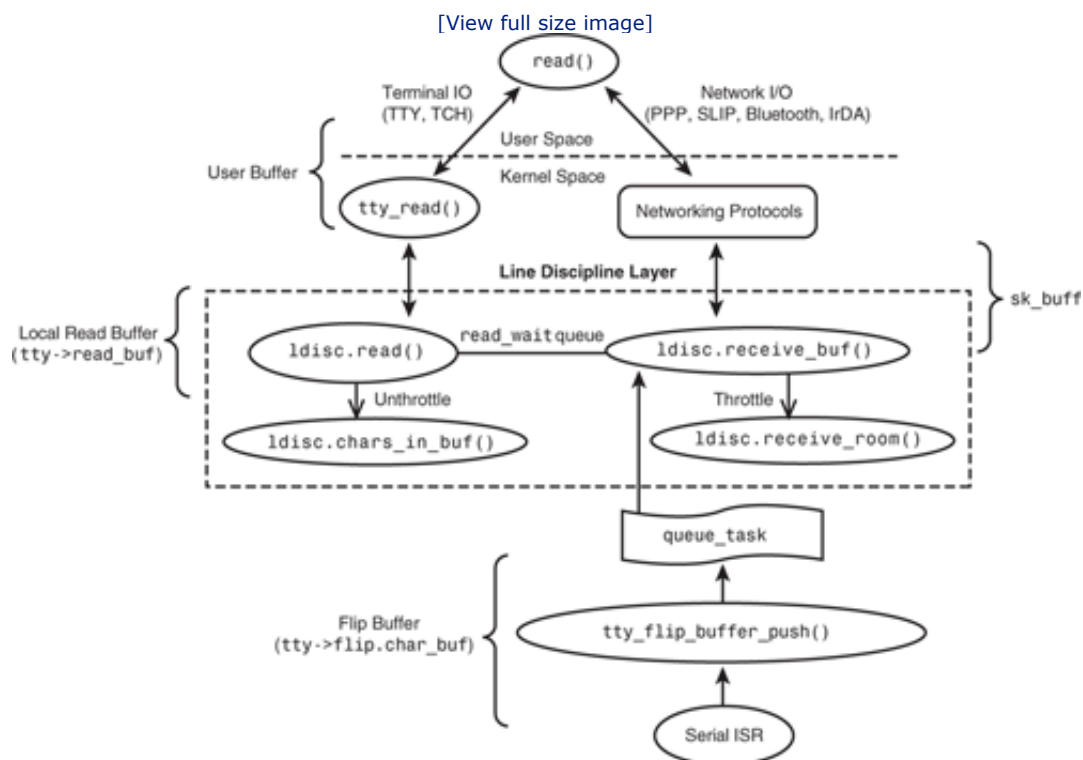 [View full size image]
read()
Terminal IO
(TTY, TCH)
Network I/O
(PPP, SLIP, Bluetooth, IrDA)
User Space
User Buffer
Kernel Space
tty_read()
Networking Protocols
Line Discipline Layer
sk_buff
Local Read Buffer
(tty->read_buf)
ldisc.read()
read_wait queue
ldisc.receive_buf()
Unthrottle
Throttle
ldisc.chars_in_buf()
ldisc.receive_room()
queue_task
Flip Buffer
(tty->flip.char_buf)
tty_flip_buffer_push()
Serial ISR